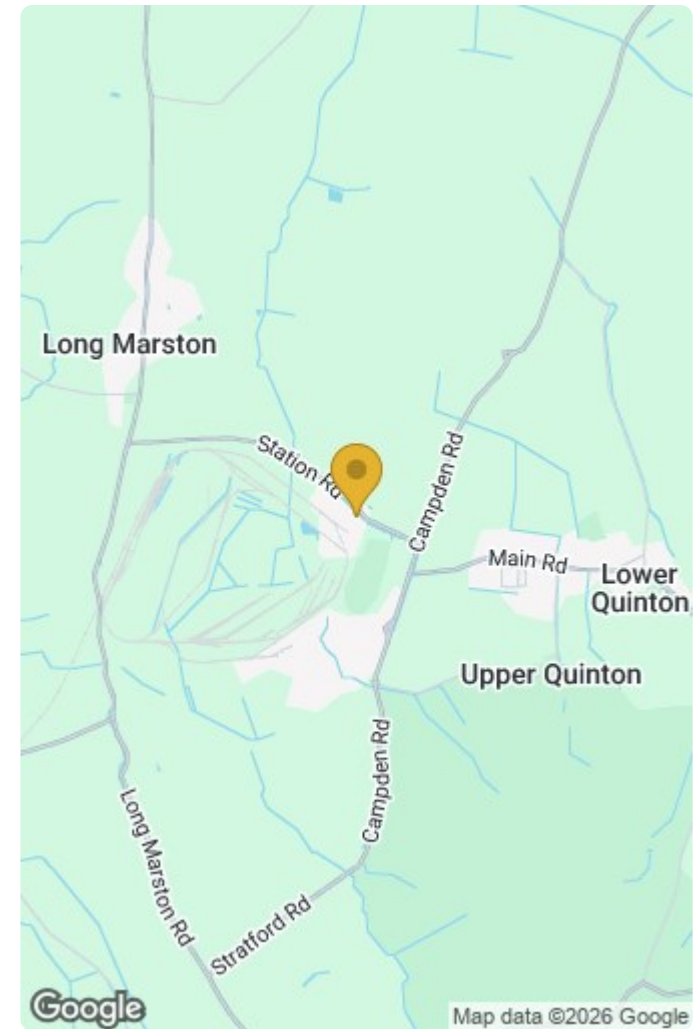 Long Marston
Station Rd
Campden Rd
Main Rd
Lower
Quinton
Upper Quinton
Campden Rd
Long Marston Rd
Stratford Rd
Google
Map data ©2026 Google